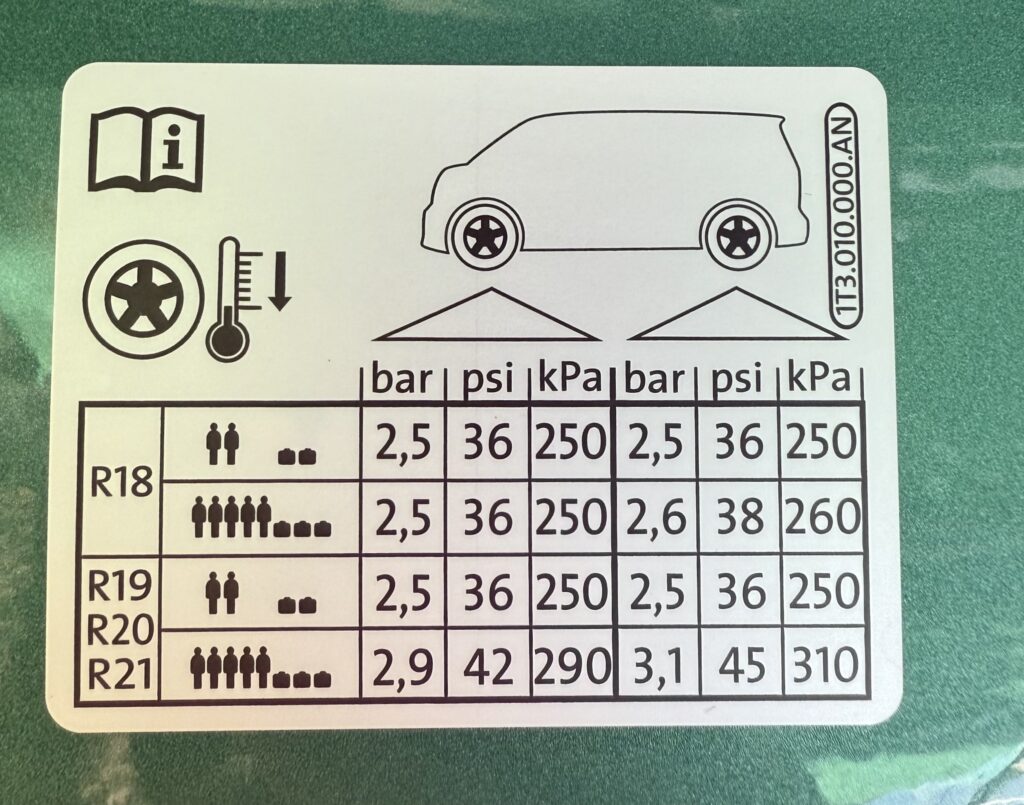 i
1T3.010.000.AN
bar psi kPa bar psi kPa
R18
2,5 36 250 2,5 36 250
2,5 36 250 2,6 38 260
R19
R20
R21
2,5 36 250 2,5 36 250
2,9 42 290 3,1 45 310